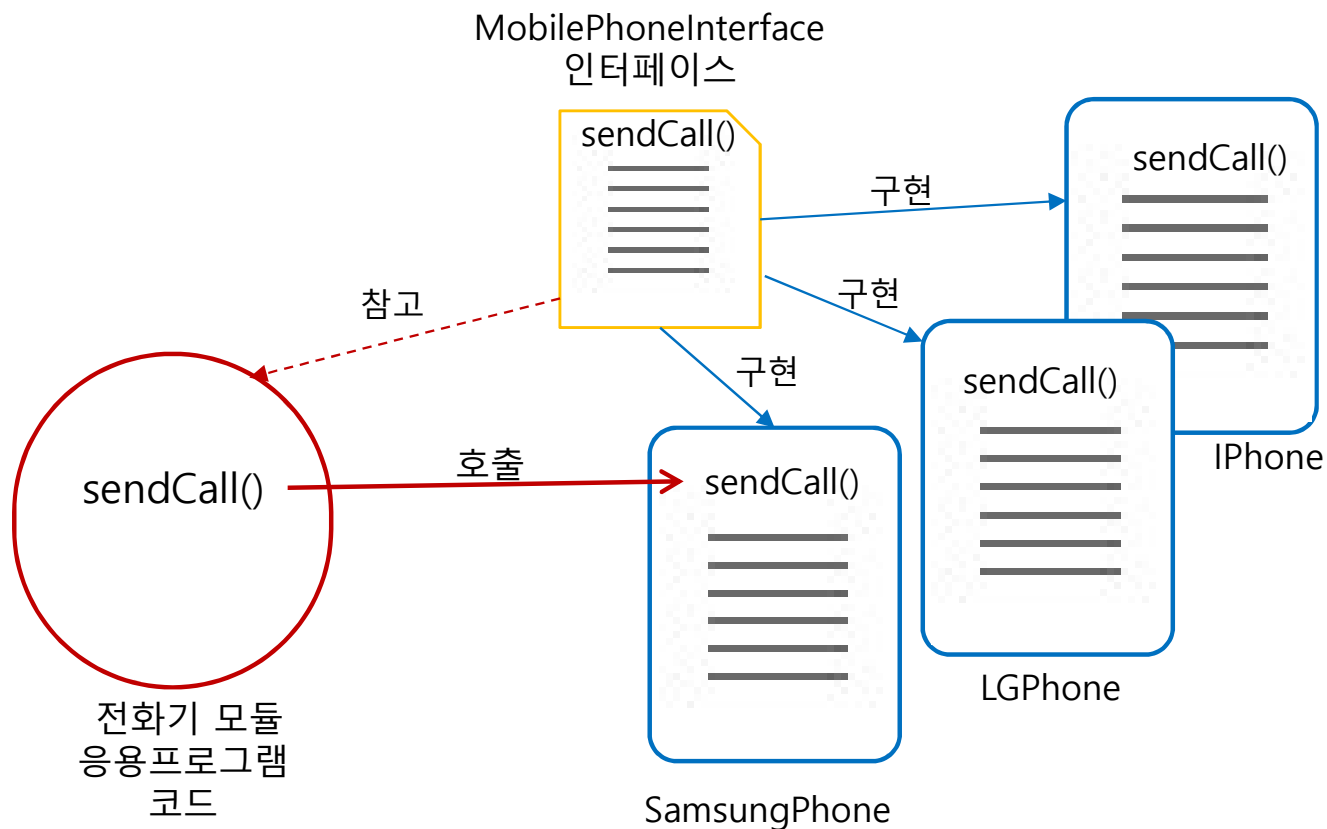 MobilePhoneInterface
인터페이스
sendCall()
sendCall()
구현
구현
참고
구현
sendCall()
IPhone
호출
sendCall()
sendCall()
LGPhone
전화기 모듈
응용프로그램
코드
SamsungPhone